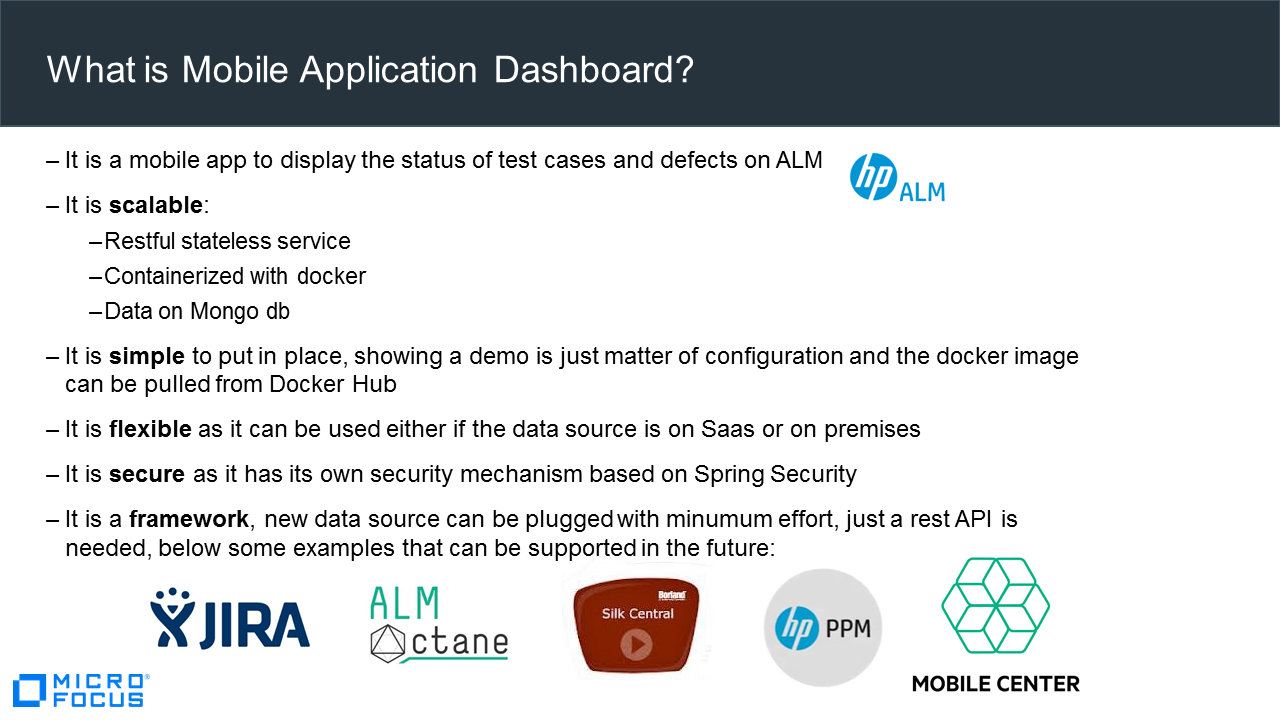 What is Mobile Application Dashboard?
– It is a mobile app to display the status of test cases and defects on ALM
hp ALM
– It is scalable:
–Restful stateless service
–Containerized with docker
–Data on Mongo db
– It is simple to put in place, showing a demo is just matter of configuration and the docker image
can be pulled from Docker Hub
– It is flexible as it can be used either if the data source is on Saas or on premises
– It is secure as it has its own security mechanism based on Spring Security
– It is a framework, new data source can be plugged with minumum effort, just a rest API is
needed, below some examples that can be supported in the future:
JIRA
ALM
Octane
Borland
Silk Central
hp PPM
MOBILE CENTER
MICRO
FOCUS